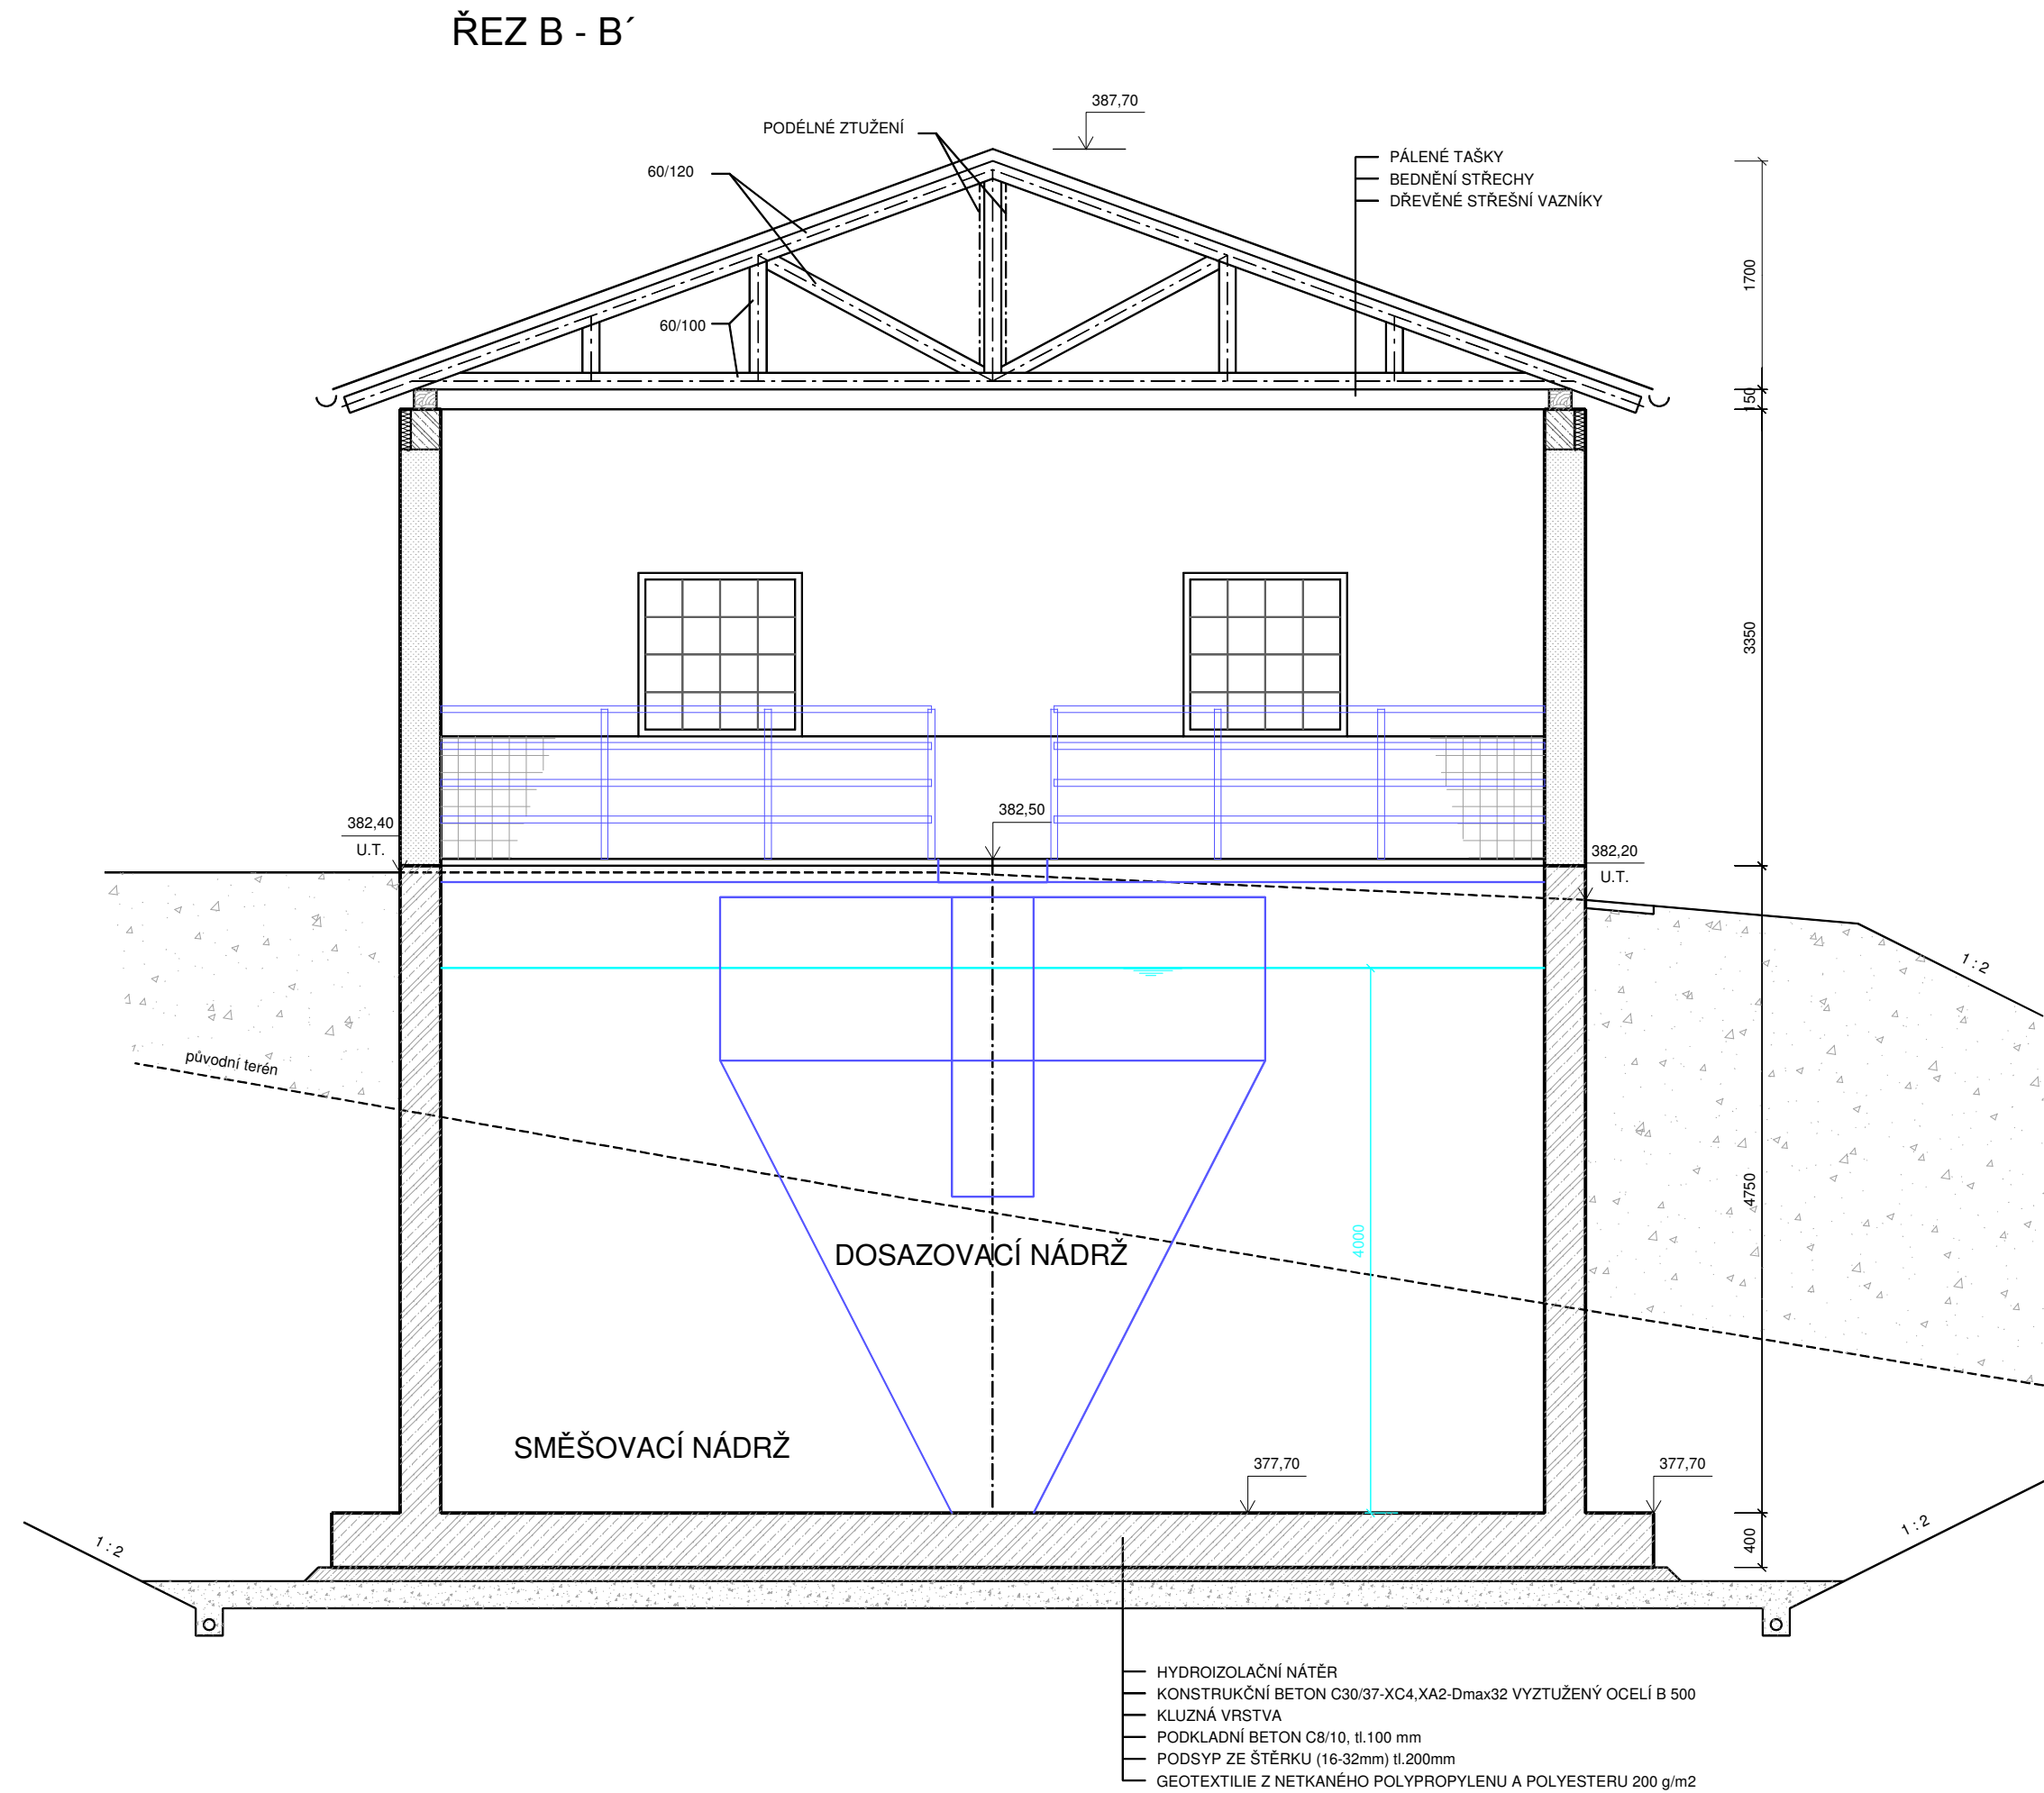 ŘEZ B - B´
387,70
PODÉLNÉ ZTUŽENÍ
60/120
PÁLENÉ TAŠKY
BEDNĚNÍ STŘECHY
DŘEVĚNÉ STŘEŠNÍ VAZNÍKY
1700
60/100
150
3350
382,40
U.T.
382,50
382,20
U.T.
1 : 2
původní terén
4750
4000
DOSAZOVACÍ NÁDRŽ
SMĚŠOVACÍ NÁDRŽ
377,70
377,70
1 : 2
1 : 2
400
HYDROIZOLAČNÍ NÁTĚR
KONSTRUKČNÍ BETON C30/37-XC4,XA2-Dmax32 VYZTUŽENÝ OCELÍ B 500
KLUZNÁ VRSTVA
PODKLADNÍ BETON C8/10, tl.100 mm
PODSYP ZE ŠTĚRKU (16-32mm) tl.200mm
GEOTEXTILIE Z NETKANÉHO POLYPROPYLENU A POLYESTERU 200 g/m2